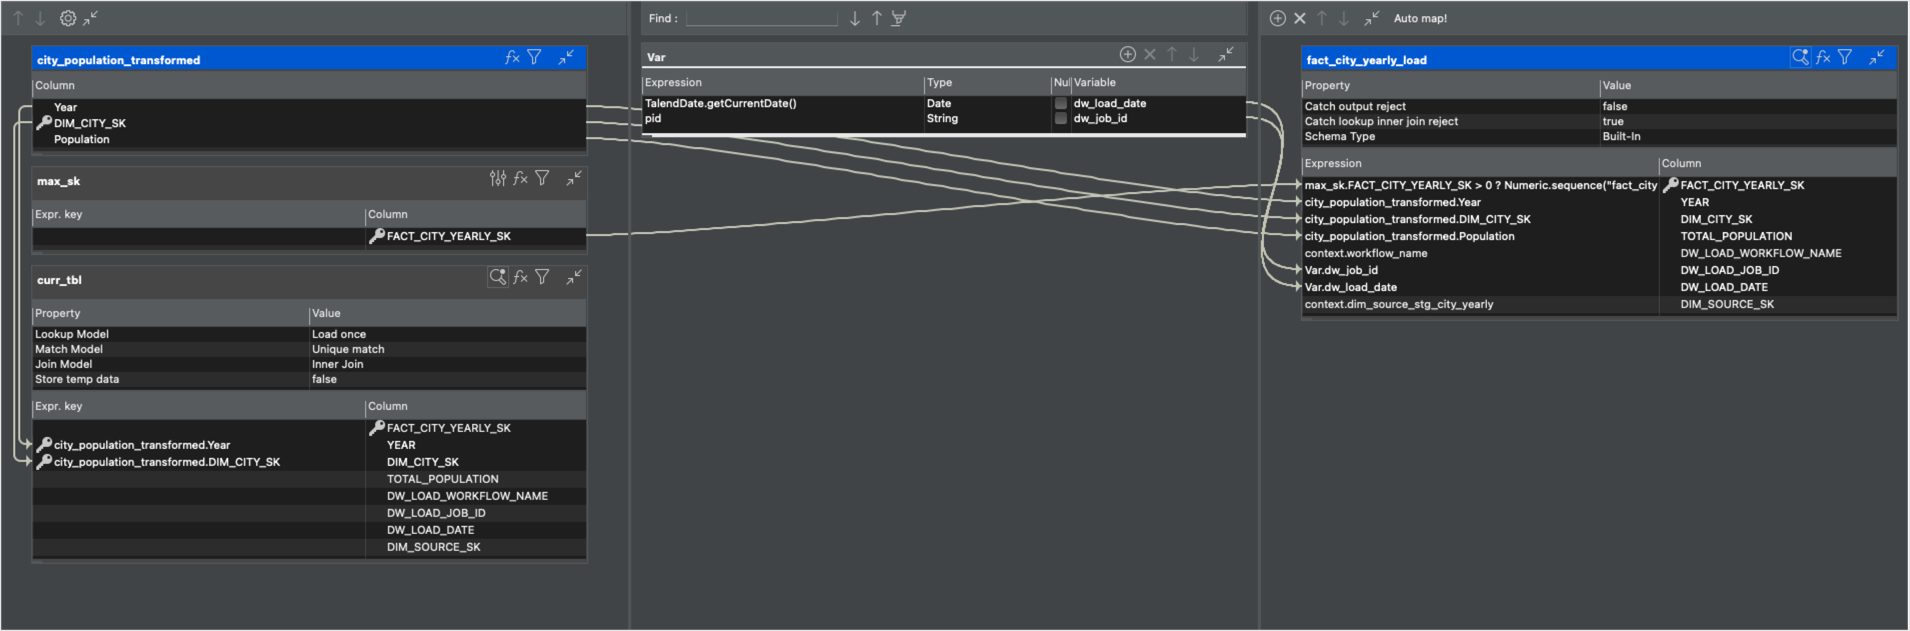 Find :
Auto map!
city_population_transformed
Column
Year
DIM_CITY_SK
Population
max_sk
Expr. key Column
FACT_CITY_YEARLY_SK
curr_tbl
Property Value
Lookup Model Load once
Match Model Unique match
Join Model Inner Join
Store temp data false
Expr. key Column
FACT_CITY_YEARLY_SK
city_population_transformed.Year YEAR
city_population_transformed.DIM_CITY_SK DIM_CITY_SK
TOTAL_POPULATION
DW_LOAD_WORKFLOW_NAME
DW_LOAD_JOB_ID
DW_LOAD_DATE
DIM_SOURCE_SK
Var
Expression Type Nul Variable
TalendDate.getCurrentDate() Date dw_load_date
pid String dw_job_id
fact_city_yearly_load
Property Value
Catch output reject false
Catch lookup inner join reject true
Schema Type Built-In
Expression Column
max_sk.FACT_CITY_YEARLY_SK > 0 ? Numeric.sequence("fact_city FACT_CITY_YEARLY_SK
city_population_transformed.Year YEAR
city_population_transformed.DIM_CITY_SK DIM_CITY_SK
city_population_transformed.Population TOTAL_POPULATION
context.workflow_name DW_LOAD_WORKFLOW_NAME
Var.dw_job_id DW_LOAD_JOB_ID
Var.dw_load_date DW_LOAD_DATE
context.dim_source_stg_city_yearly DIM_SOURCE_SK